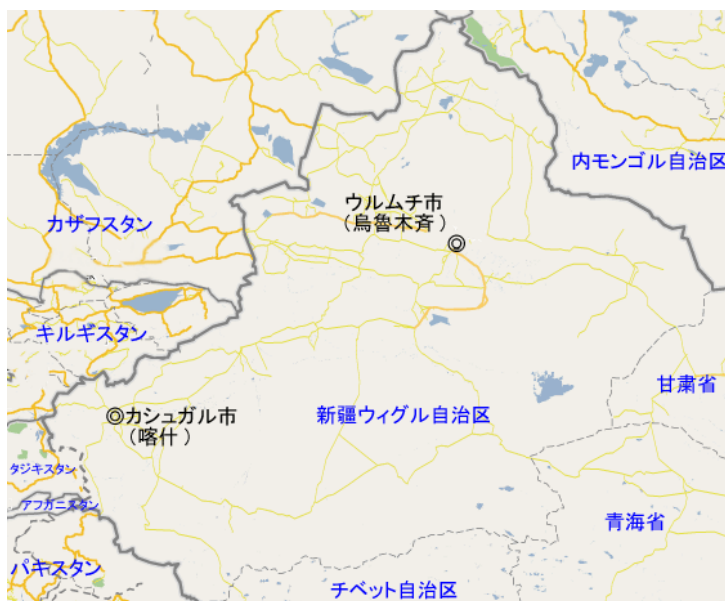 内モンゴル自治区
ウルムチ市
（烏魯木斉）
カザフスタン
キルギスタン
甘粛省
カシュガル市
（喀什）
新疆ウィグル自治区
タジキスタン
アフガニスタン
青海省
パキスタン
チベット自治区